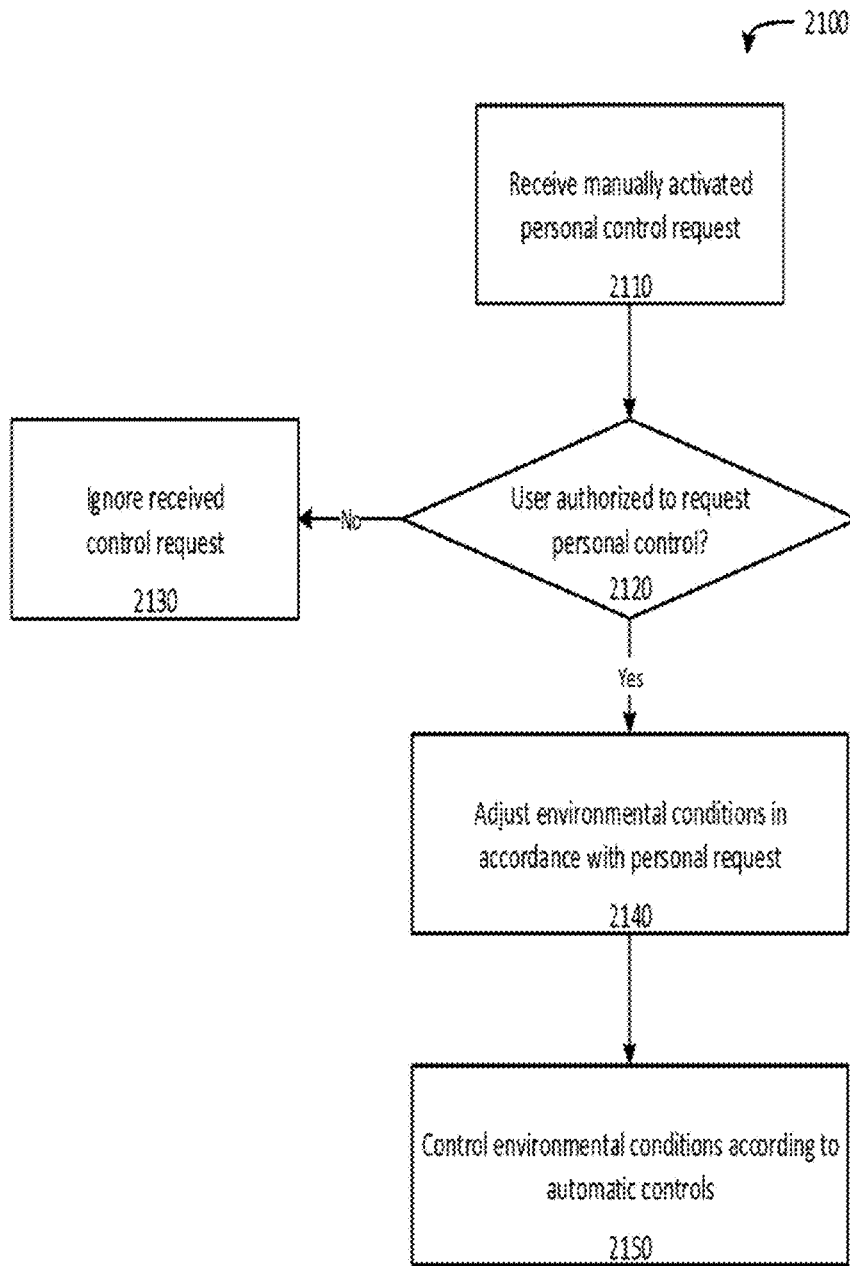 2100
Receive manually activated
personal control request
2110
User authorized to request
personal control?
2120
No
Ignore received
control request
2130
Yes
Adjust environmental conditions in
accordance with personal request
2140
Control environmental conditions according to
automatic controls
2150